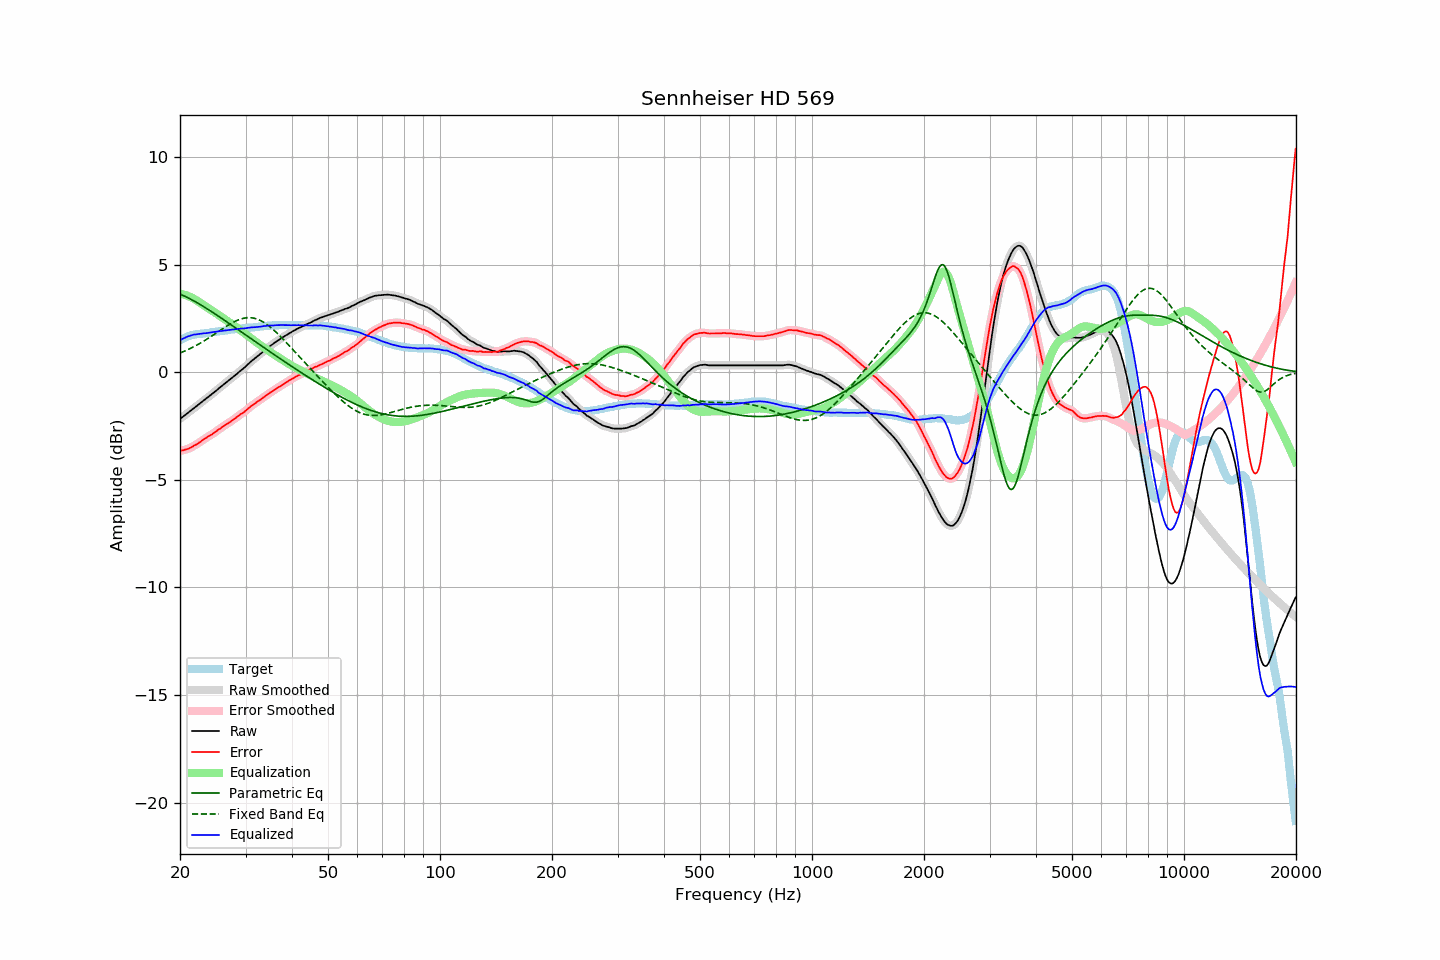 Sennheiser HD 569
Amplitude (dBr)
10
5
0
−5
−10
−15
−20
Target
Raw Smoothed
Error Smoothed
Raw
Error
Equalization
Parametric Eq
Fixed Band Eq
Equalized
20 50 100 200 500 1000 2000 5000 10000 20000
Frequency (Hz)